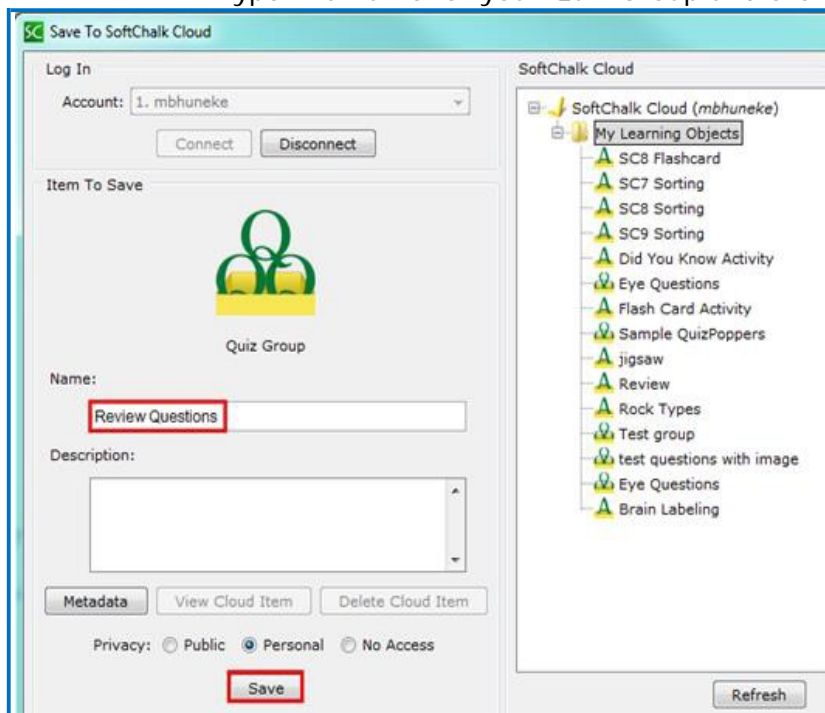 Save To SoftChalk Cloud
Log In
Account: 1. mbhuneke
Connect Disconnect
Item To Save
Quiz Group
Name:
Review Questions
Description:
Metadata View Cloud Item Delete Cloud Item
Privacy: Public Personal No Access
Save
SoftChalk Cloud
SoftChalk Cloud (mbhuneke)
My Learning Objects
SC8 Flashcard
SC7 Sorting
SC8 Sorting
SC9 Sorting
Did You Know Activity
Eye Questions
Flash Card Activity
Sample QuizPoppers
jigsaw
Review
Rock Types
Test group
test questions with image
Eye Questions
Brain Labeling
Refresh